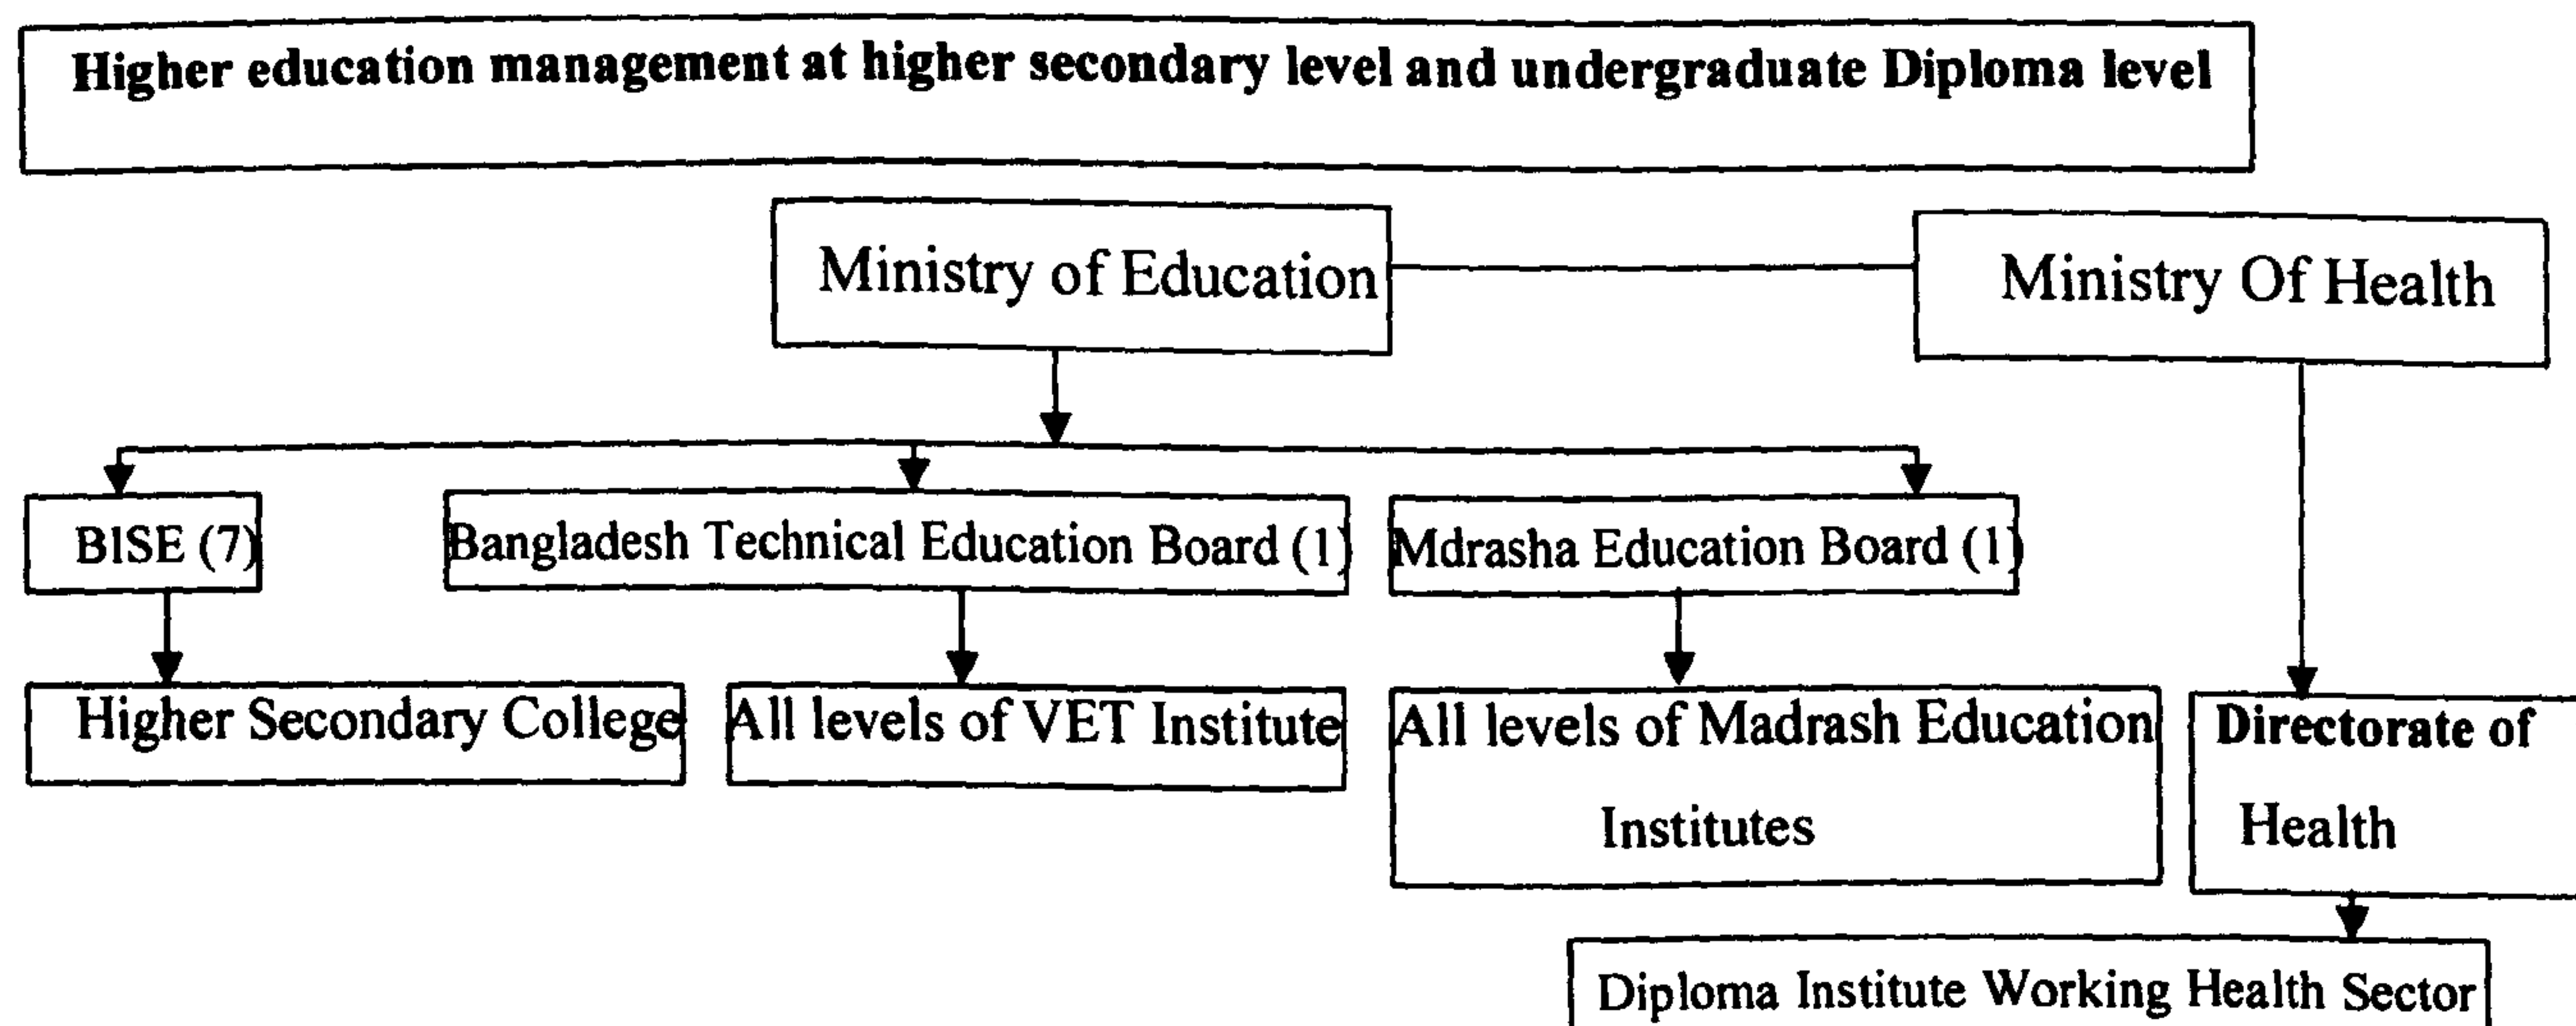 Higher education management at higher secondary level and undergraduate Diploma level
Ministry of Education
Ministry Of Health
BISE (7)
Bangladesh Technical Education Board (1)
Mdrasha Education Board (1)
Higher Secondary College
All levels of VET Institute
All levels of Madrash Education
Institutes
Directorate of
Health
Diploma Institute Working Health Sector